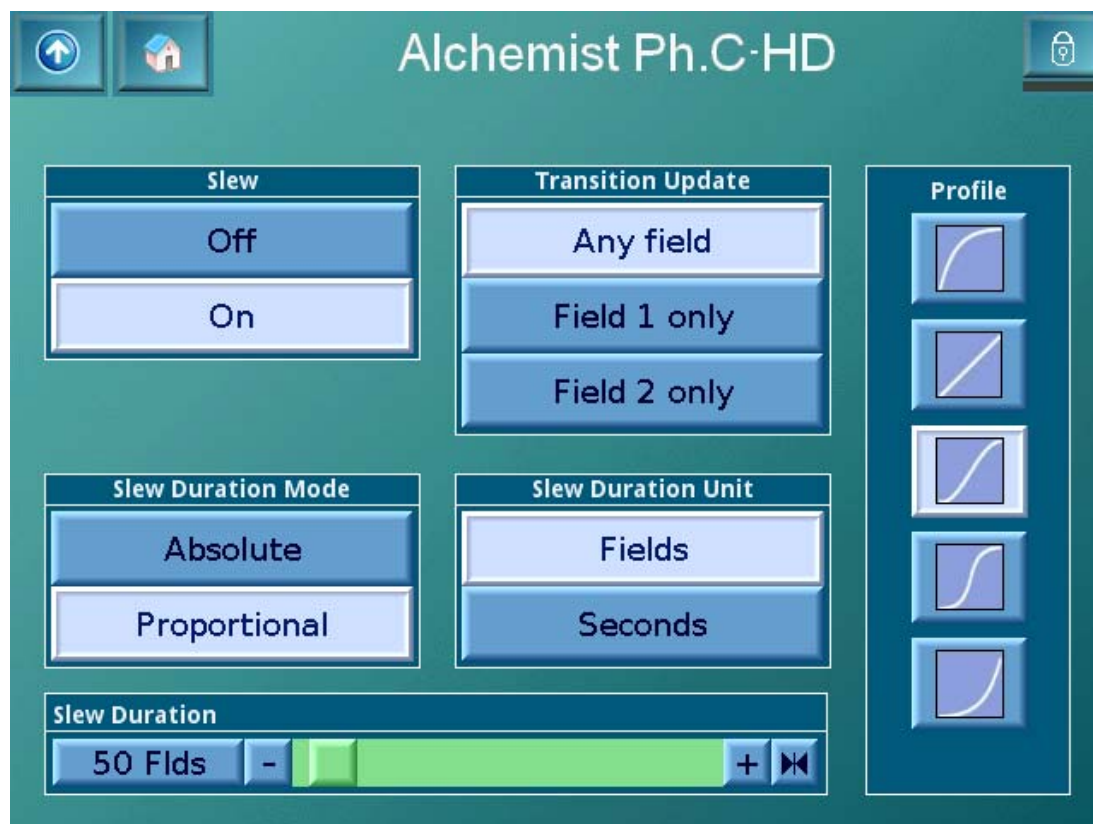 Alchemist Ph.C-HD
Slew
Off
On
Transition Update
Any field
Field 1 only
Field 2 only
Profile
Slew Duration Mode
Absolute
Proportional
Slew Duration Unit
Fields
Seconds
Slew Duration
50 Flds - +